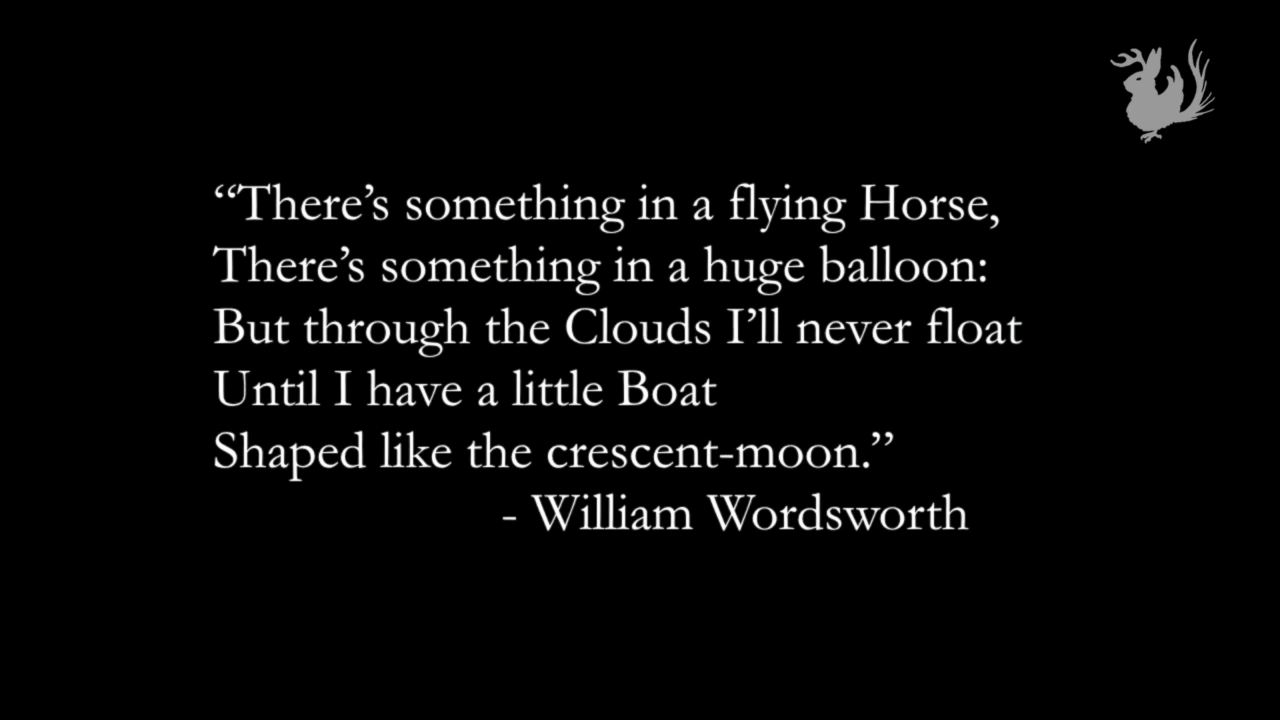 “There’s something in a flying Horse,
There’s something in a huge balloon:
But through the Clouds I’ll never float
Until I have a little Boat
Shaped like the crescent-moon.”
- William Wordsworth